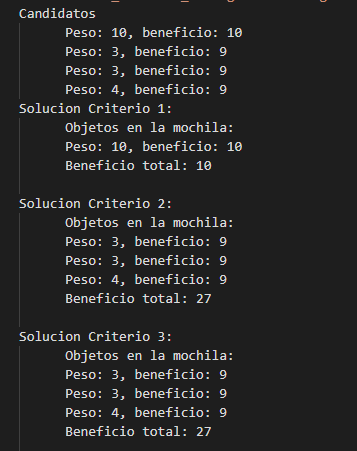 Candidatos
Peso: 10, beneficio: 10
Peso: 3, beneficio: 9
Peso: 3, beneficio: 9
Peso: 4, beneficio: 9
Solucion Criterio 1:
Objetos en la mochila:
Peso: 10, beneficio: 10
Beneficio total: 10
Solucion Criterio 2:
Objetos en la mochila:
Peso: 3, beneficio: 9
Peso: 3, beneficio: 9
Peso: 4, beneficio: 9
Beneficio total: 27
Solucion Criterio 3:
Objetos en la mochila:
Peso: 3, beneficio: 9
Peso: 3, beneficio: 9
Peso: 4, beneficio: 9
Beneficio total: 27